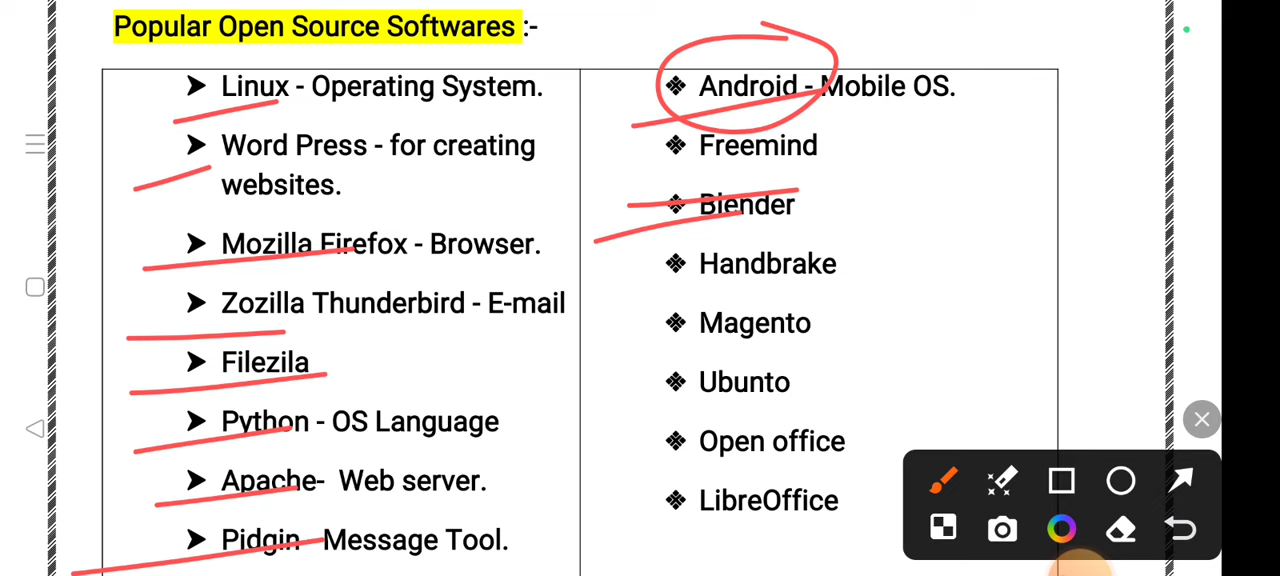 Popular Open Source Softwares :-
➤ Linux - Operating System.
➤ Word Press - for creating
websites.
➤ Mozilla Firefox - Browser.
➤ Zozilla Thunderbird - E-mail
➤ Filezila
➤ Python - OS Language
➤ Apache- Web server.
➤ Pidgin- Message Tool.
❖ Android - Mobile OS.
❖ Freemind
❖ Blender
❖ Handbrake
❖ Magento
❖ Ubunto
❖ Open office
❖ LibreOffice